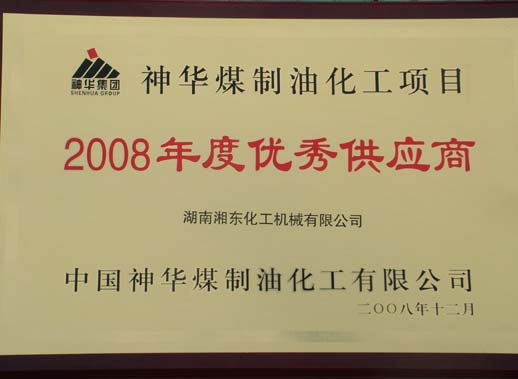 神华集团
SHENHUA GROUP
神华煤制油化工项目
2008年度优秀供应商
湖南湘东化工机械有限公司
中国神华煤制油化工有限公司
二〇〇八年十二月